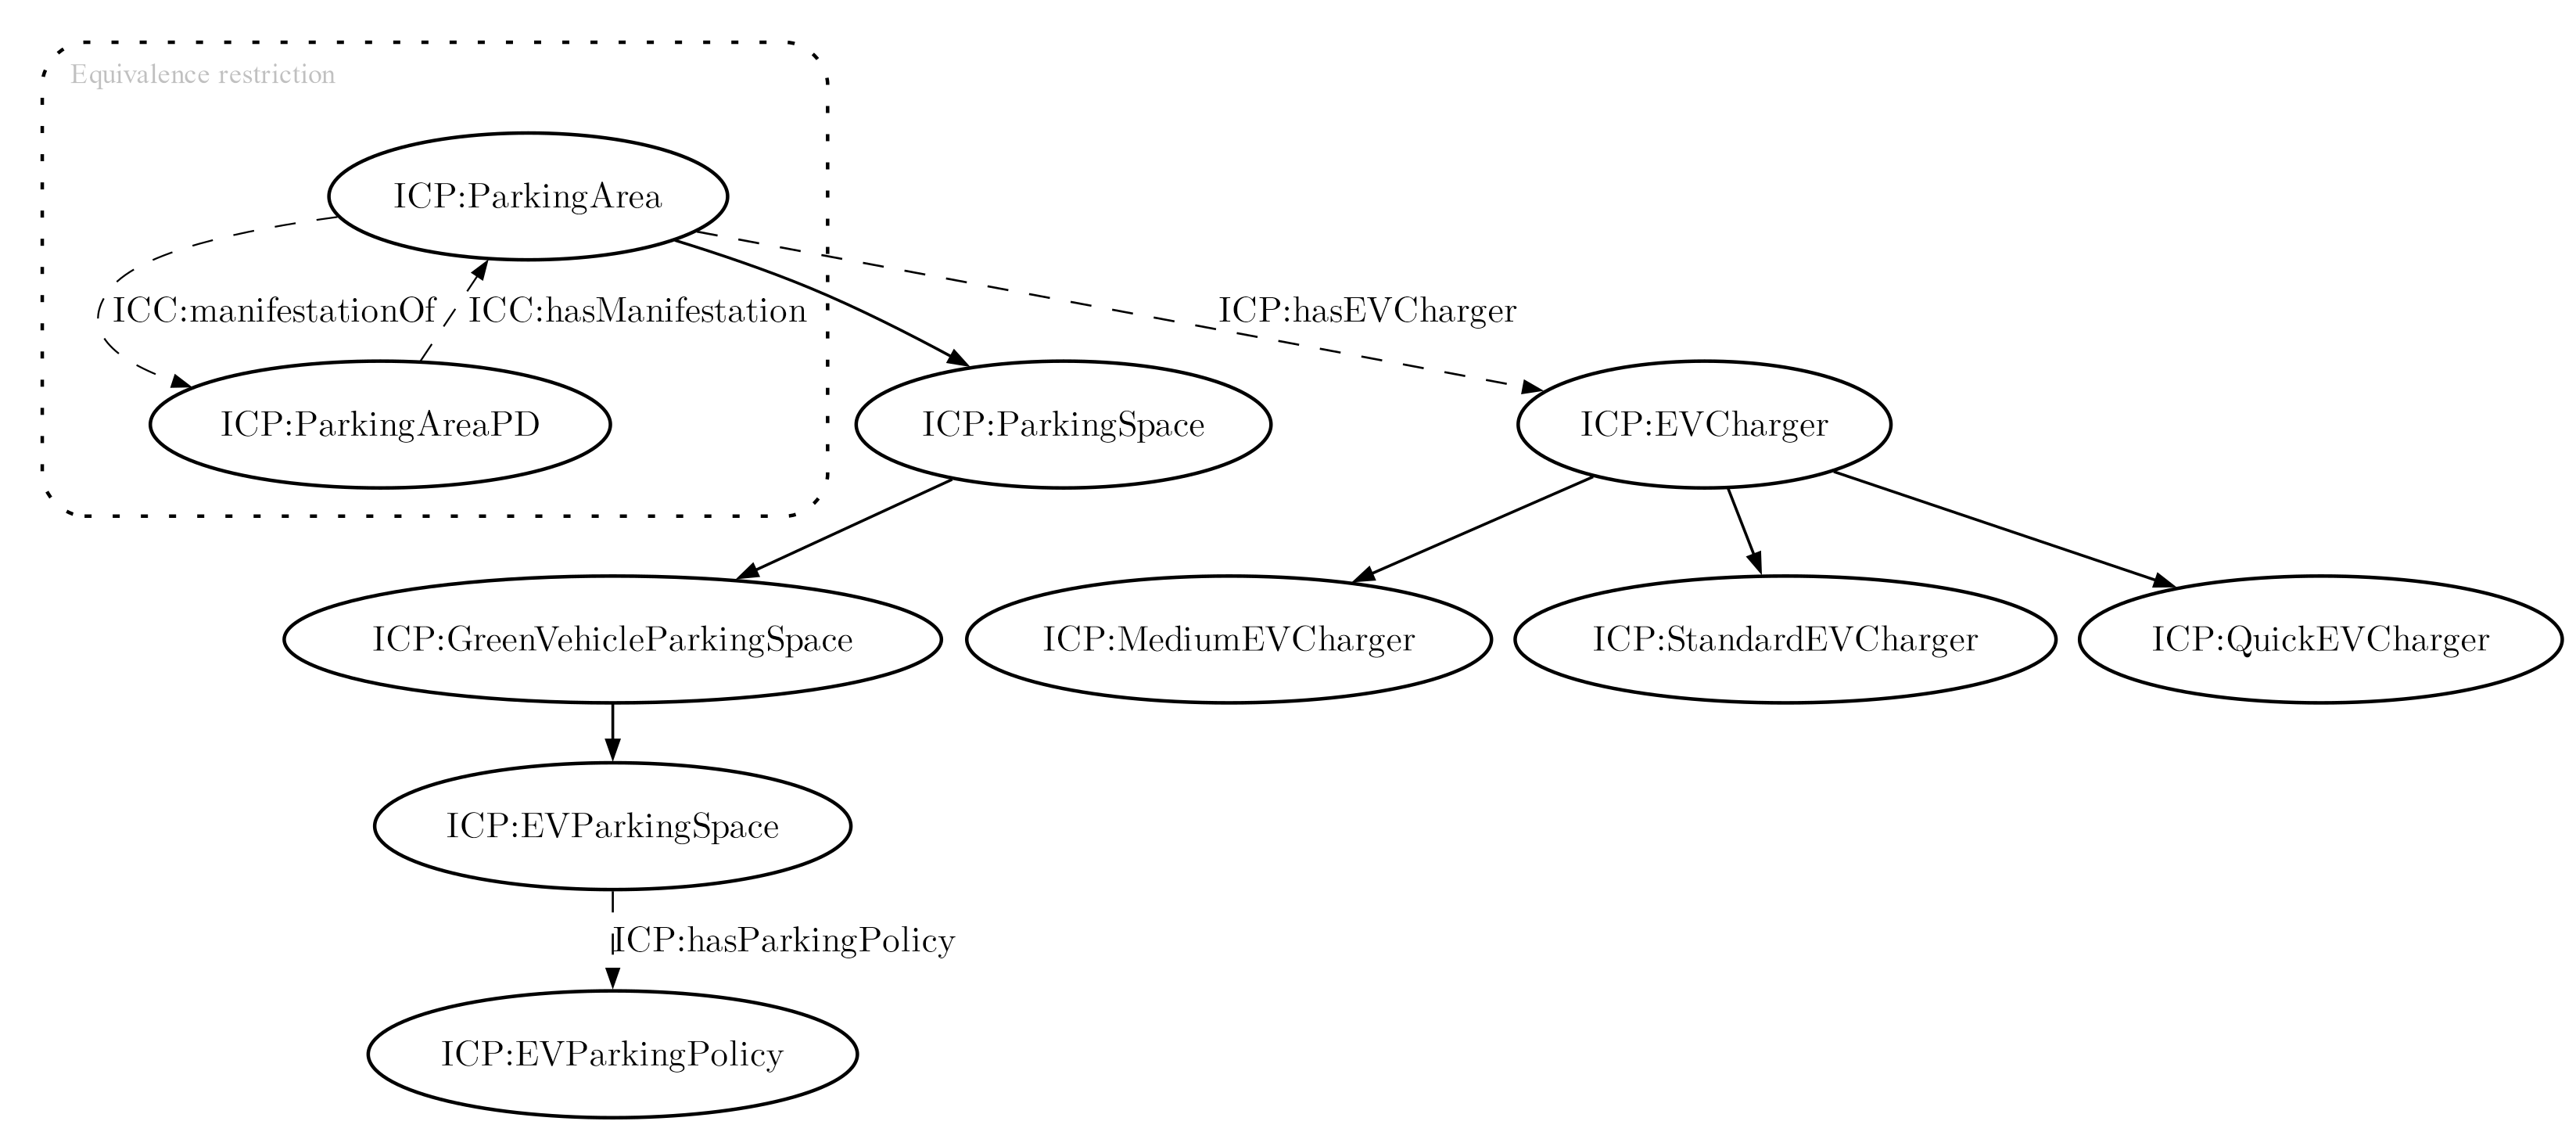 Equivalence restriction
ICP:ParkingArea
ICC:manifestationOf
ICC:hasManifestation
ICP:hasEVCharger
ICP:ParkingAreaPD
ICP:ParkingSpace
ICP:EVCharger
ICP:GreenVehicleParkingSpace
ICP:MediumEVCharger
ICP:StandardEVCharger
ICP:QuickEVCharger
ICP:EVParkingSpace
ICP:hasParkingPolicy
ICP:EVParkingPolicy